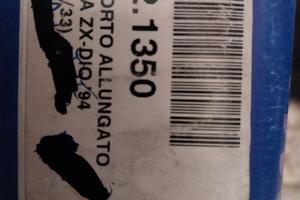 2.1350
ORTO ALLUNGATO
A ZX-DIO,'94
/33)